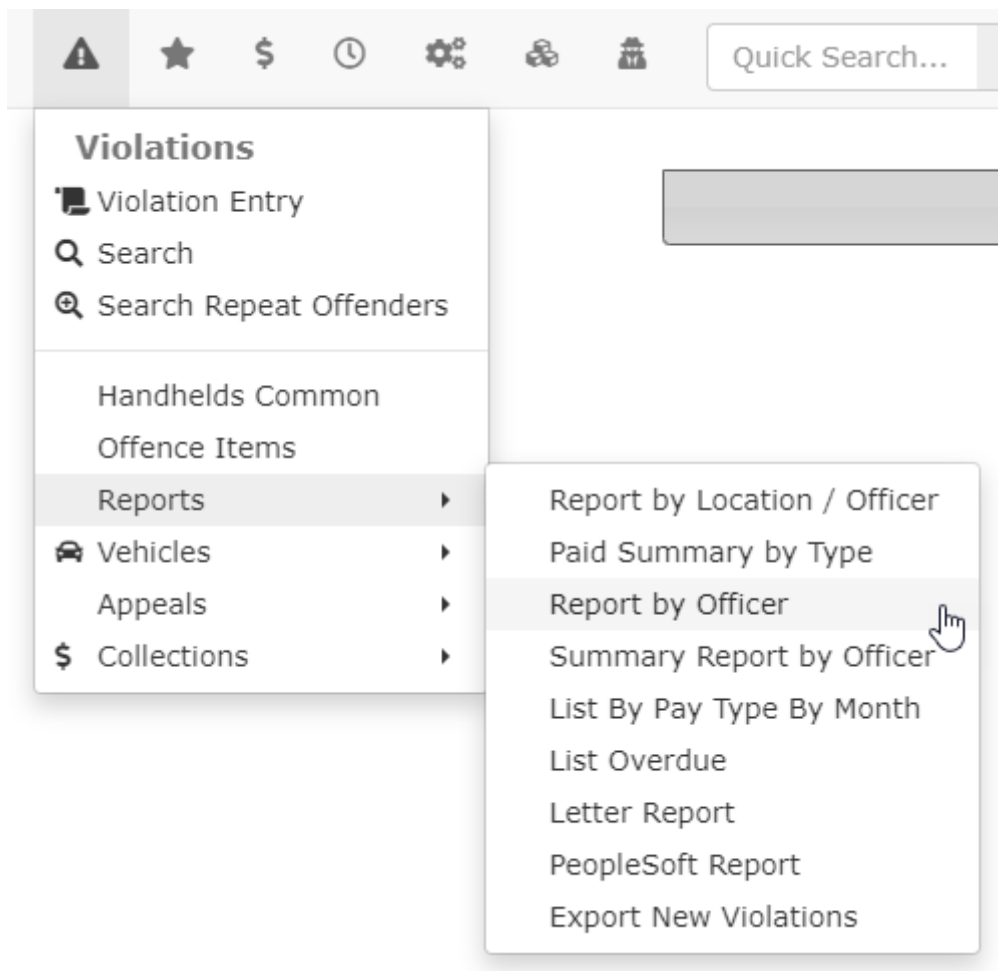 Quick Search...
Violations
Violation Entry
Search
Search Repeat Offenders
Handhelds Common
Offence Items
Reports
Vehicles
Appeals
$ Collections
Report by Location / Officer
Paid Summary by Type
Report by Officer
Summary Report by Officer
List By Pay Type By Month
List Overdue
Letter Report
PeopleSoft Report
Export New Violations